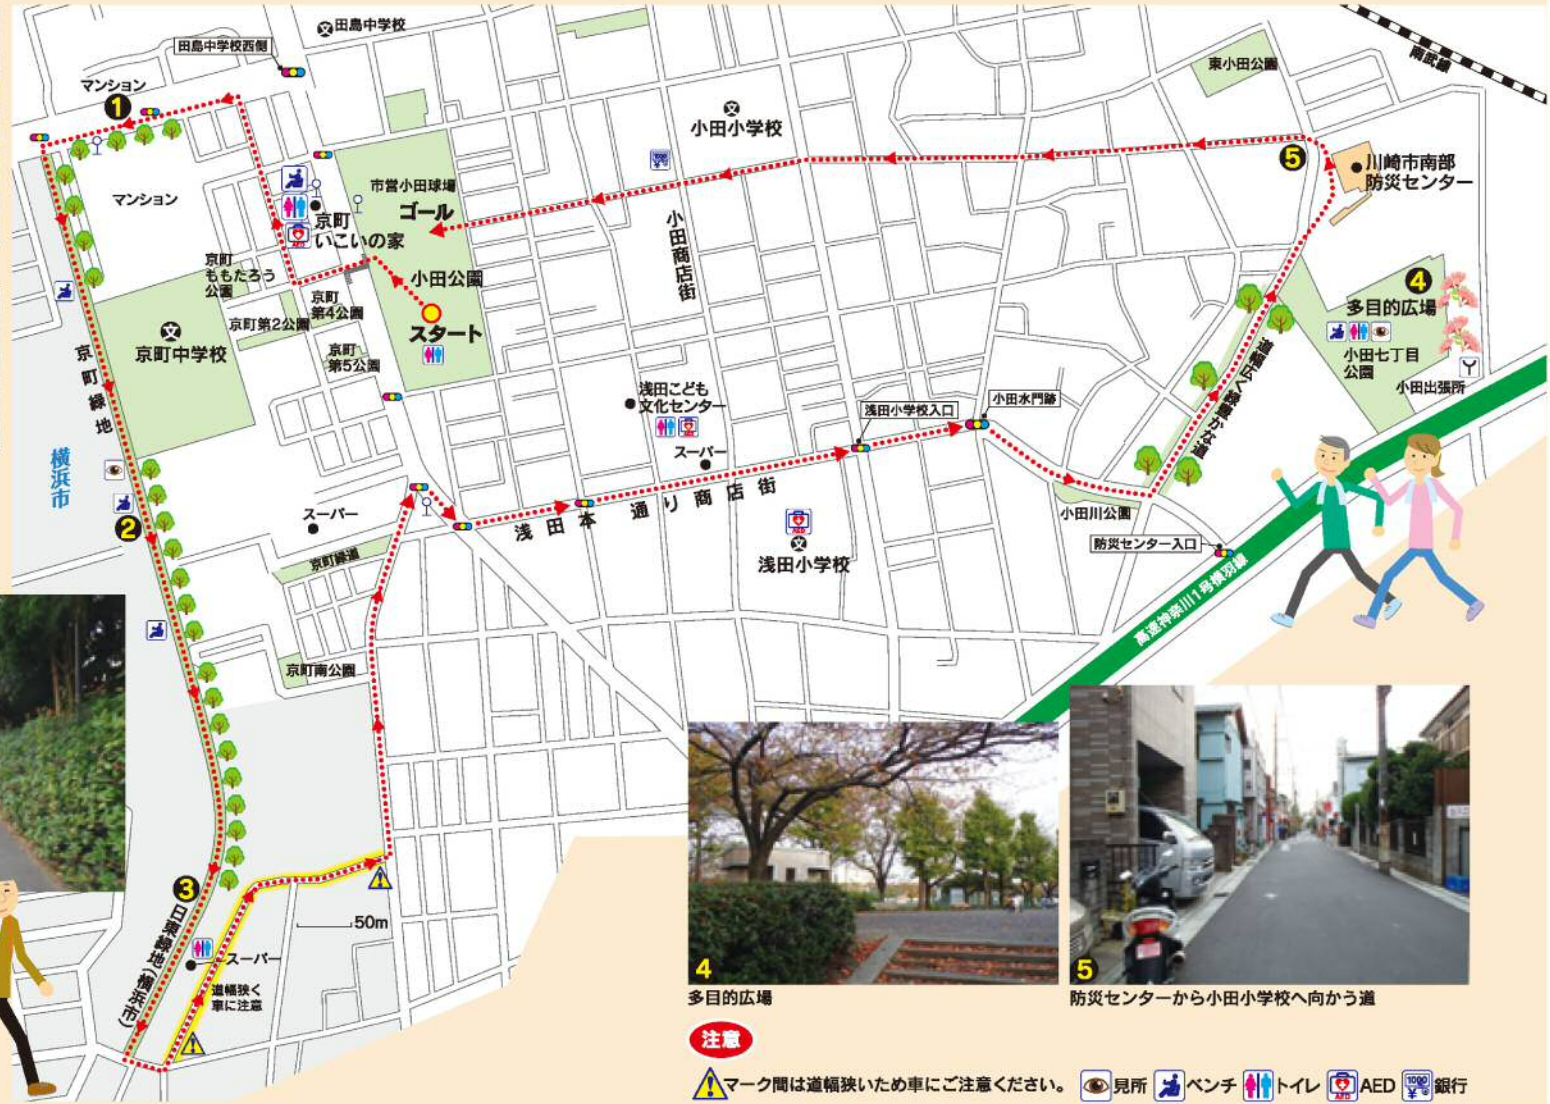 田島中学校
田島中学校西側
南武線
マンション
1
東小田公園
小田小学校
5
川崎市南部
防災センター
マンション
市営小田球場
ゴール
京町
いこいの家
小田商店街
京町
ももたろう
公園
小田公園
京町
第4公園
京町第2公園
スタート
4
多目的広場
京町中学校
京町
第5公園
道幅広く緑豊かな道
小田七丁目
公園
小田出張所
京町緑地
浅田こども
文化センター
浅田小学校入口
小田水門跡
スーパー
横浜市
2
スーパー
浅田本通り商店街
小田川公園
京町緑道
AED
浅田小学校
防災センター入口
高速神奈川1号横羽線
京町南公園
3
50m
日東緑地(横浜市)
スーパー
道幅狭く
車に注意
4
多目的広場
5
防災センターから小田小学校へ向かう道
注意
マーク間は道幅狭いため車にご注意ください。
見所
ベンチ
トイレ
AED
AED
1000
¥
銀行